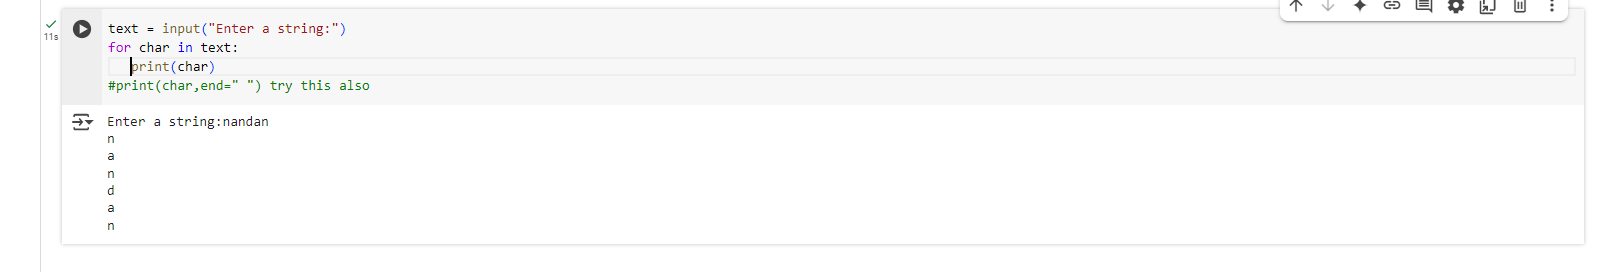 11s
text = input("Enter a string:")
for char in text:
   print(char)
#print(char,end=" ") try this also
Enter a string:nandan
n
a
n
d
a
n